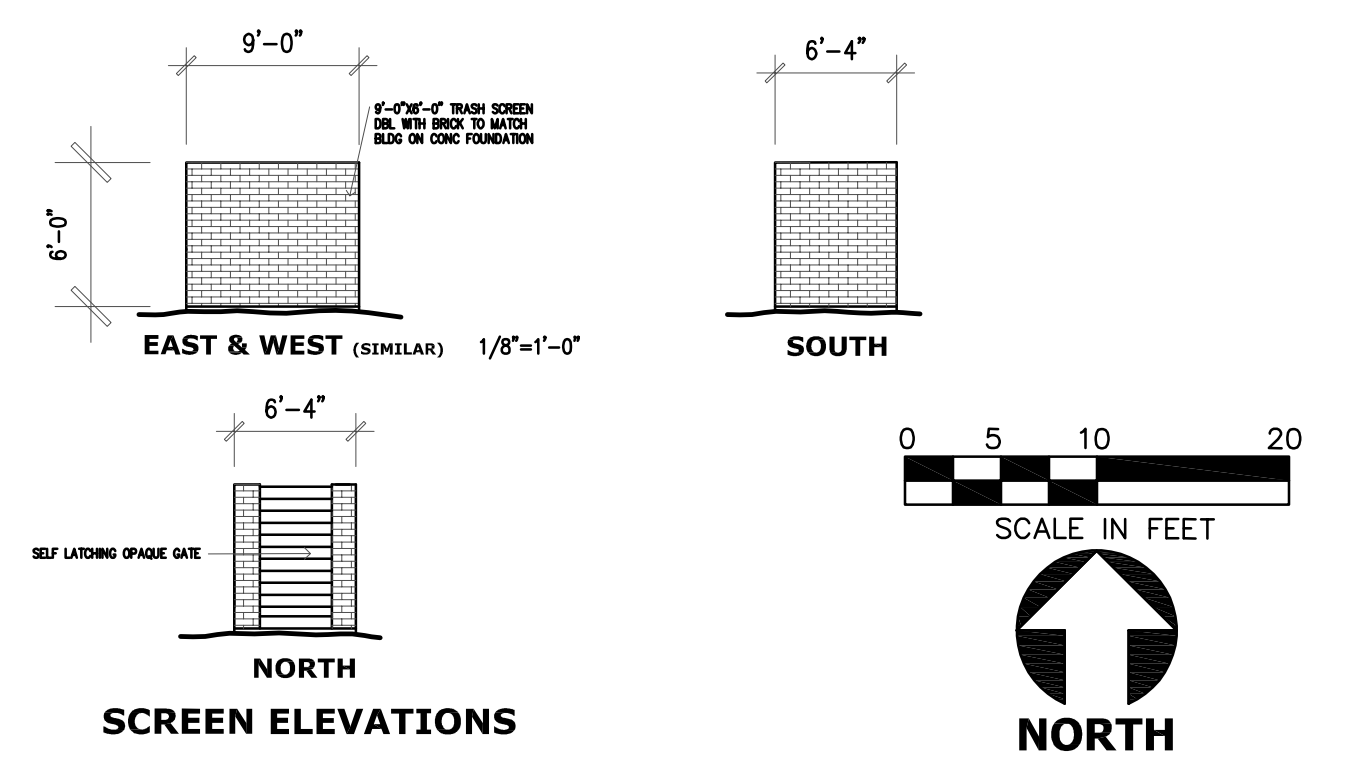 9'-0"
6'-4"
9'-0"X6'-0" TRASH SCREEN
DBL WITH BRICK TO MATCH
BLDG ON CONC FOUNDATION
6'-0"
EAST & WEST (SIMILAR) 1/8"=1'-0"
SOUTH
6'-4"
0 5 10 20
SCALE IN FEET
SELF LATCHING OPAQUE GATE
NORTH
SCREEN ELEVATIONS
NORTH